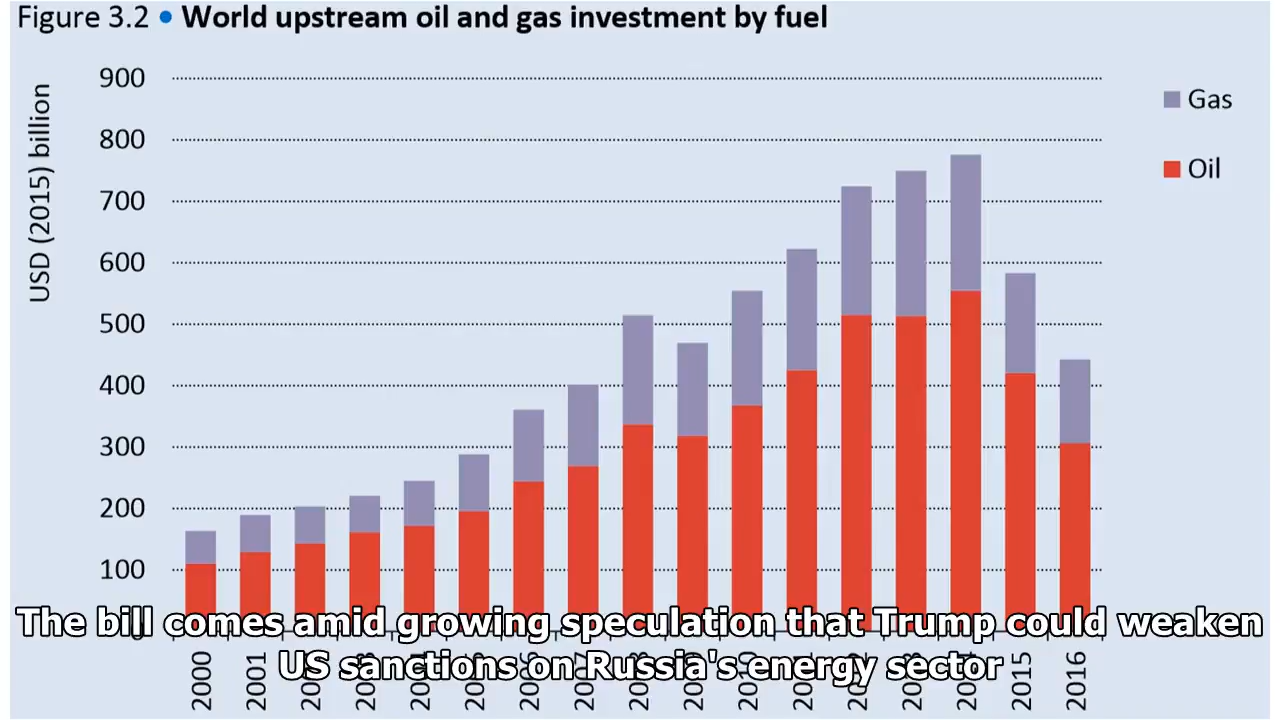 Figure 3.2 • World upstream oil and gas investment by fuel
USD (2015) billion
900
800
700
600
500
400
300
200
100
Gas
Oil
The bill comes amid growing speculation that Trump could weaken
US sanctions on Russia's energy sector
2000
2001
2015
2016